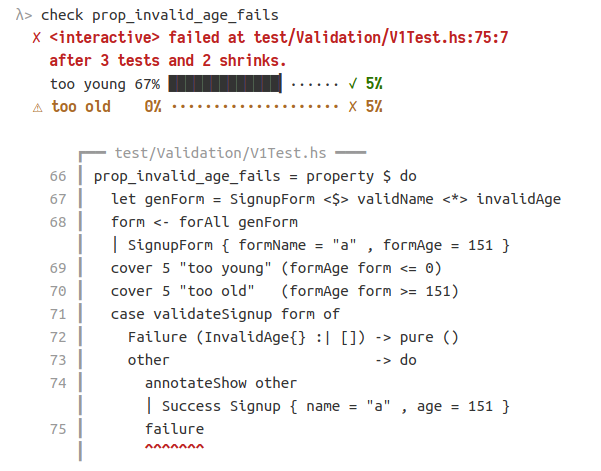 λ> check prop_invalid_age_fails
✗ <interactive> failed at test/Validation/V1Test.hs:75:7
after 3 tests and 2 shrinks.
too young 67% █████████████▎······ ✓ 5%
⚠ too old 0% ···················· ✗ 5%
┏━━ test/Validation/V1Test.hs ━━━
66 ┃ prop_invalid_age_fails = property $ do
67 ┃ let genForm = SignupForm <$> validName <*> invalidAge
68 ┃ form <- forAll genForm
┃ │ SignupForm { formName = "a" , formAge = 151 }
69 ┃ cover 5 "too young" (formAge form <= 0)
70 ┃ cover 5 "too old" (formAge form >= 151)
71 ┃ case validateSignup form of
72 ┃ Failure (InvalidAge{} :| []) -> pure ()
73 ┃ other -> do
74 ┃ annotateShow other
┃ │ Success Signup { name = "a" , age = 151 }
75 ┃ failure
┃ ^^^^^^^